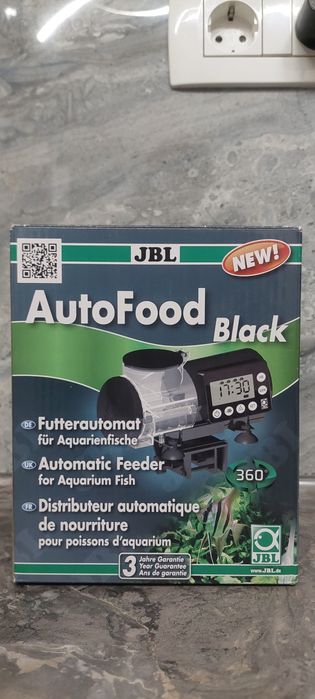 JBL
NEW!
AutoFood
Black
17:30
DE Futterautomat
für Aquarienfische
UK Automatic Feeder
for Aquarium Fish
360°
FR Distributeur automatique
de nourriture
pour poissons d'aquarium
3 Jahre Garantie
Year Guarantee
Ans de garantie
JBL
www.JBL.de